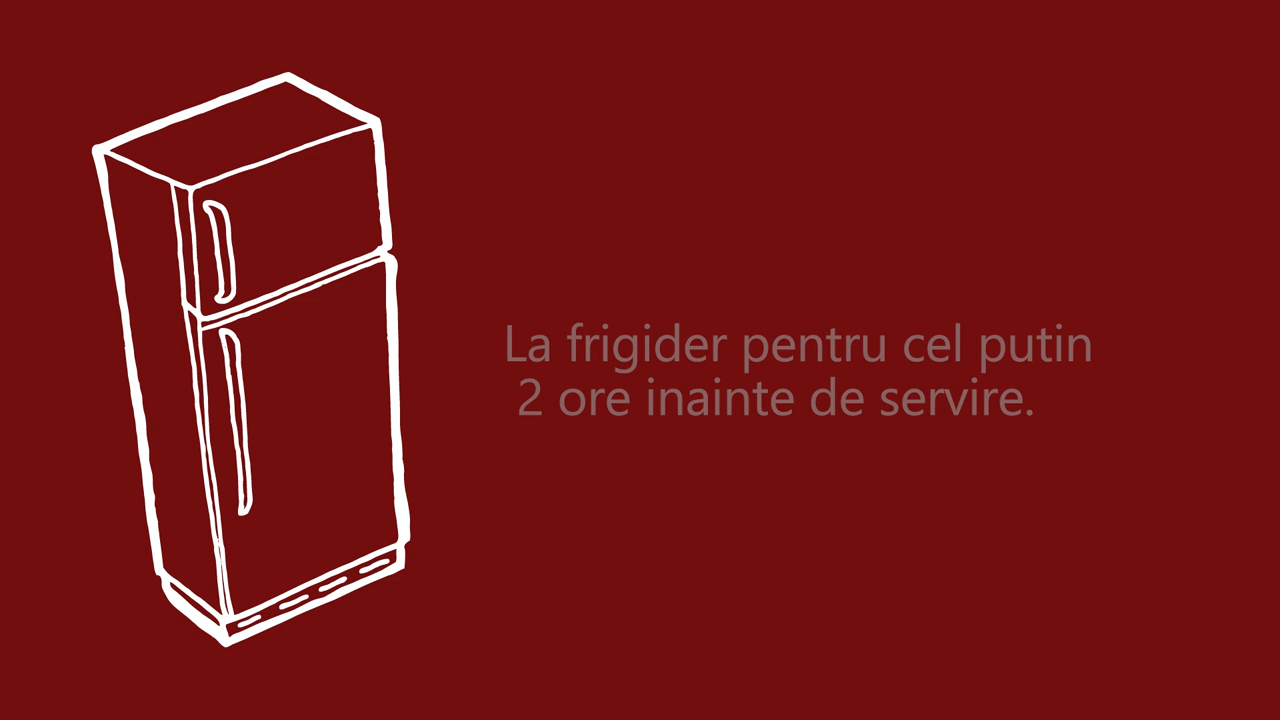 La frigider pentru cel putin
2 ore inainte de servire.